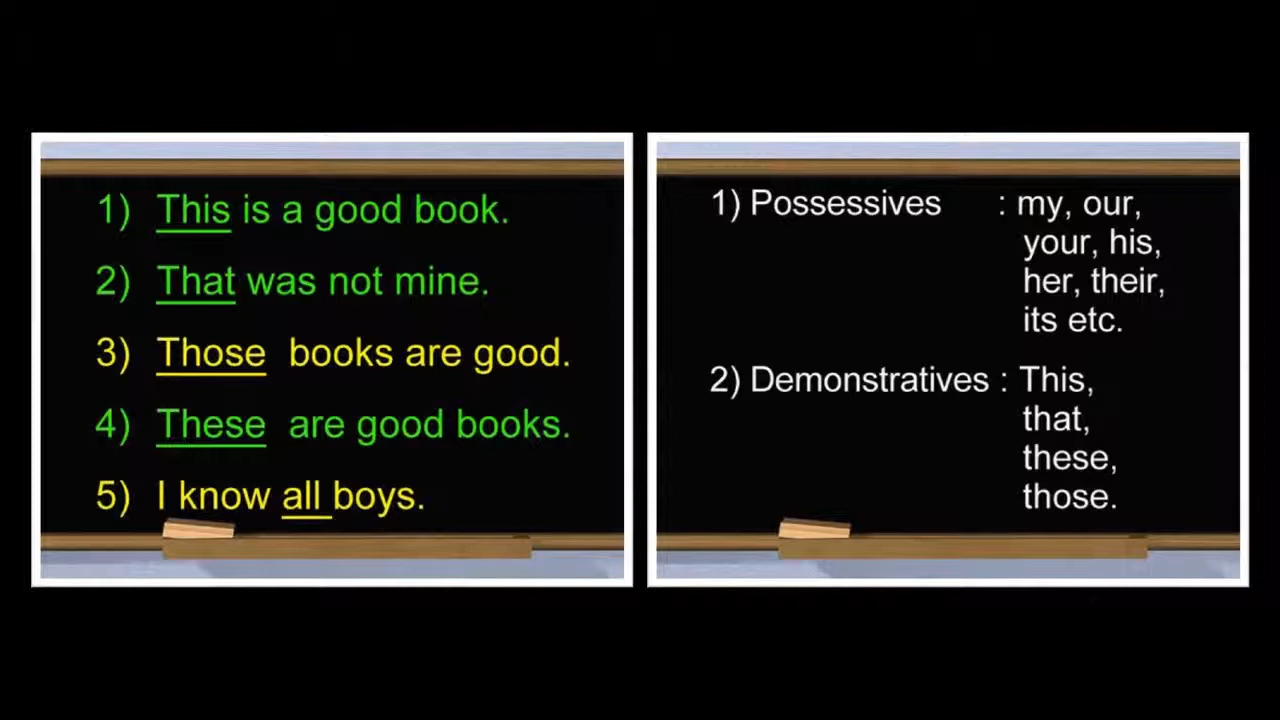 1) This is a good book.
2) That was not mine.
3) Those books are good.
4) These are good books.
5) I know all boys.
1) Possessives : my, our,
your, his,
her, their,
its etc.
2) Demonstratives : This,
that,
these,
those.